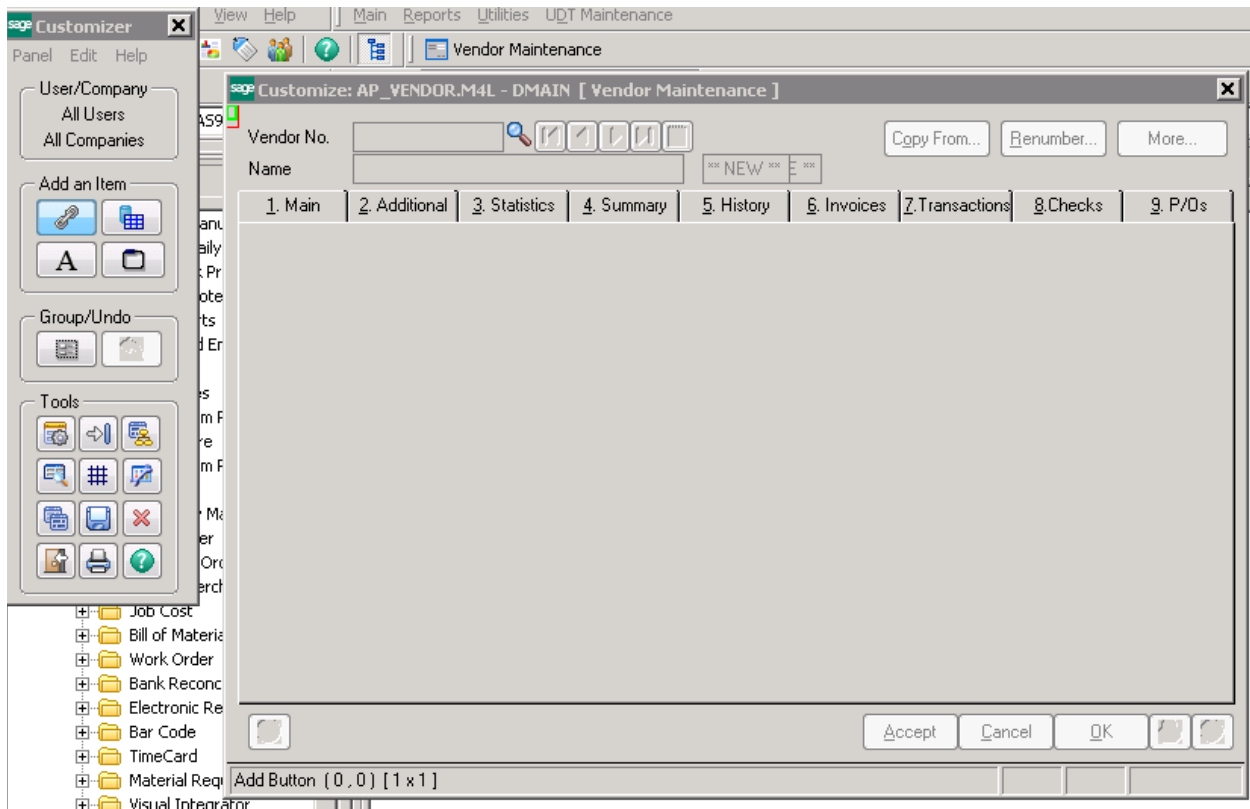 View Help Main Reports Utilities UDT Maintenance
sage Customizer
Panel Edit Help
Vendor Maintenance
User/Company
All Users
All Companies
sage Customize: AP_VENDOR.M4L - DMAIN [ Vendor Maintenance ]
Vendor No.
Copy From... Renumber... More...
Name
** NEW ** E **
Add an Item
1. Main 2. Additional 3. Statistics 4. Summary 5. History 6. Invoices 7.Transactions 8.Checks 9. P/Os
A
Group/Undo
Tools
Job Cost
Bill of Materia
Work Order
Bank Reconc
Electronic Re
Bar Code
Accept Cancel OK
TimeCard
Material Requ
Add Button ( 0 , 0 ) [ 1 x 1 ]
Visual Integrator